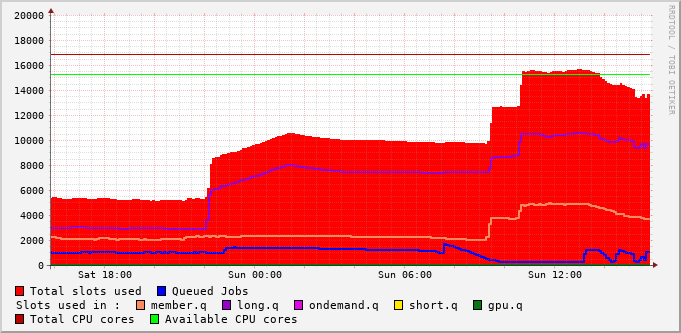 20000
18000
16000
14000
12000
10000
8000
6000
4000
2000
0
Sat 18:00 Sun 00:00 Sun 06:00 Sun 12:00
Total slots used Queued Jobs
Slots used in : member.q long.q ondemand.q short.q gpu.q
Total CPU cores Available CPU cores
RRDTOOL / TOBI OETIKER